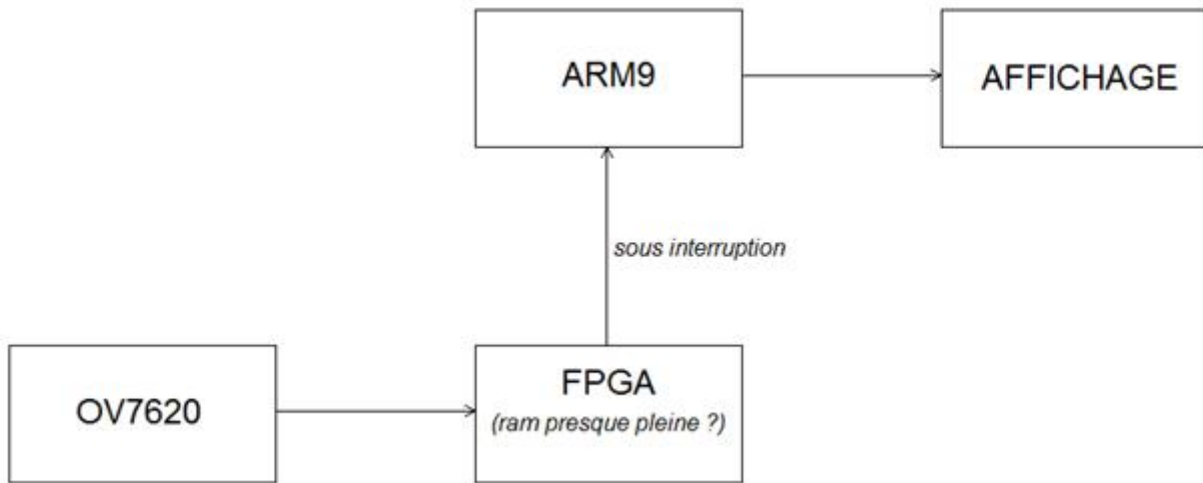 ARM9
AFFICHAGE
sous interruption
OV7620
FPGA
(ram presque pleine ?)